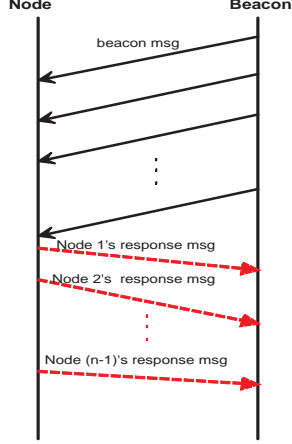 Node Beacon
beacon msg
Node 1's response msg
Node 2's response msg
Node (n-1)'s response msg